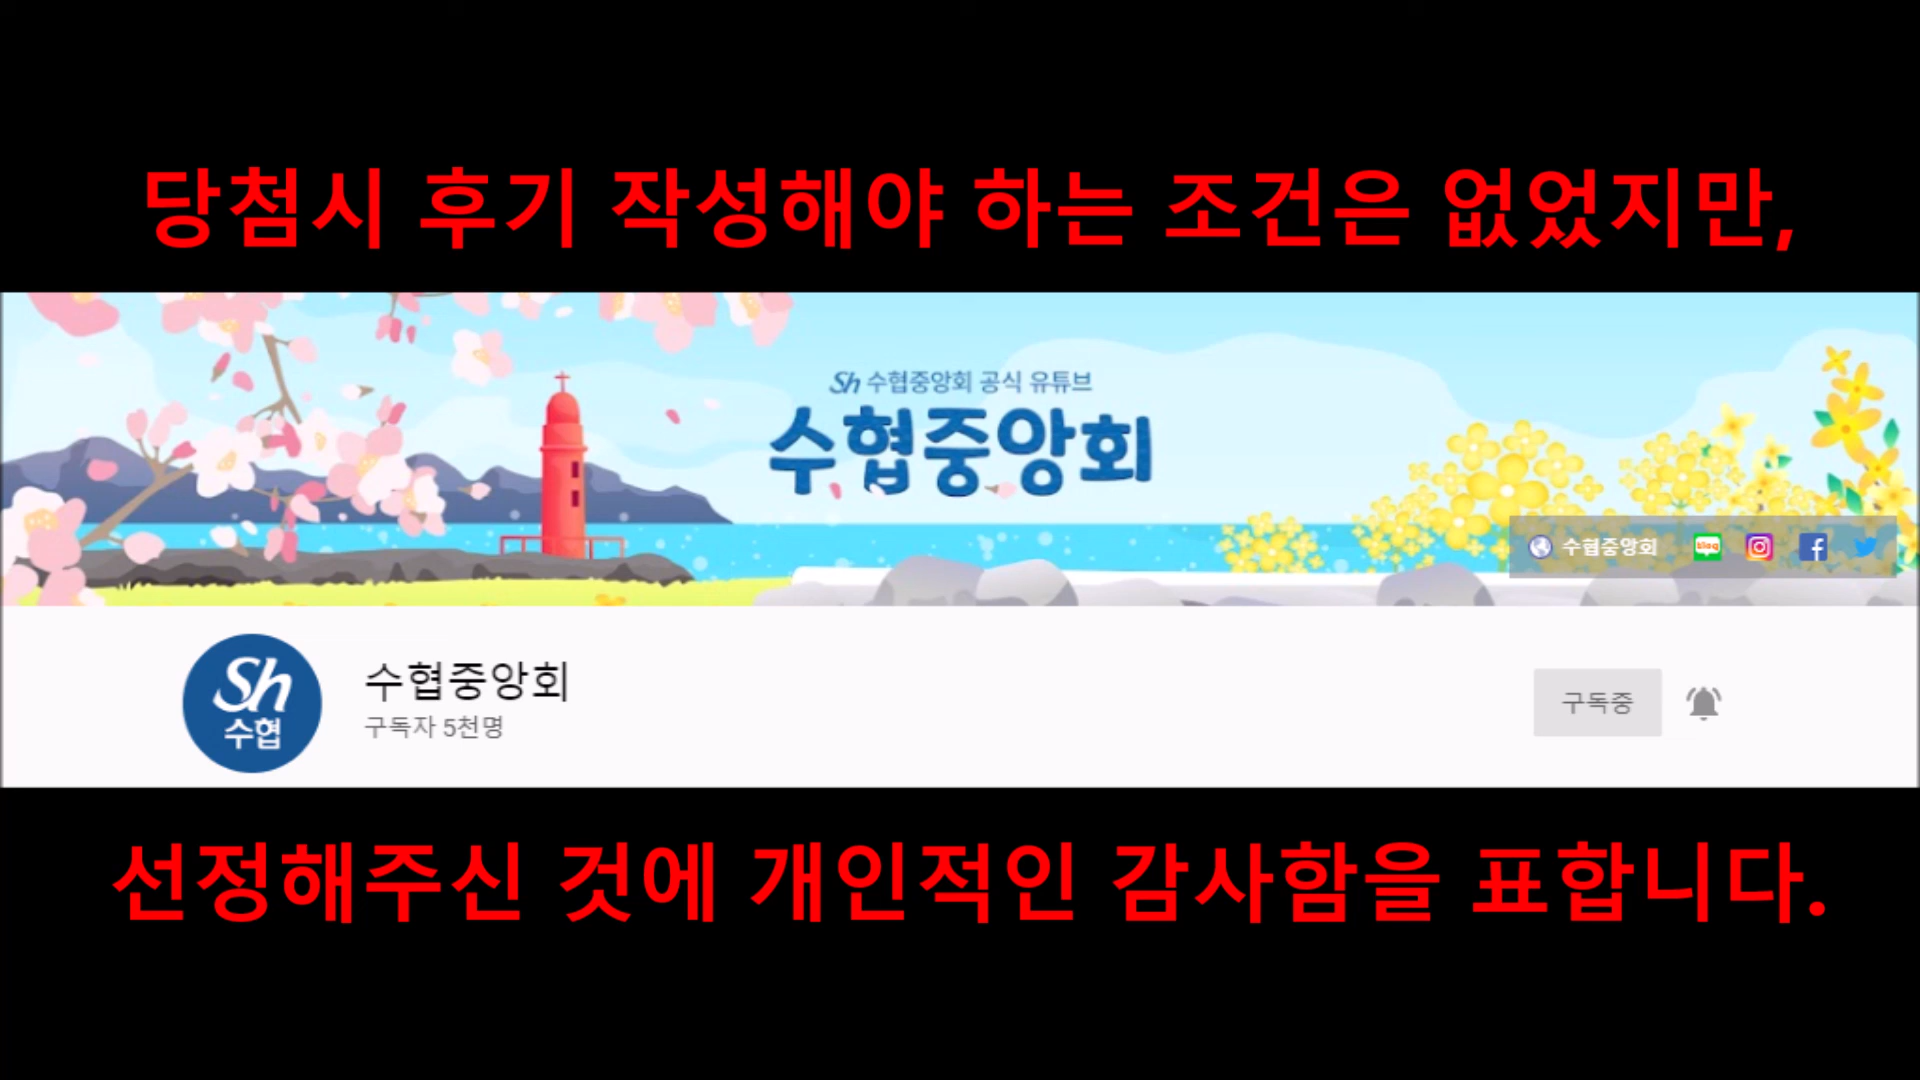 당첨시 후기 작성해야 하는 조건은 없었지만,
Sh 수협중앙회 공식 유튜브
수협중앙회
수협중앙회 blog
Sh
수협
수협중앙회
구독자 5천명
구독중
선정해주신 것에 개인적인 감사함을 표합니다.